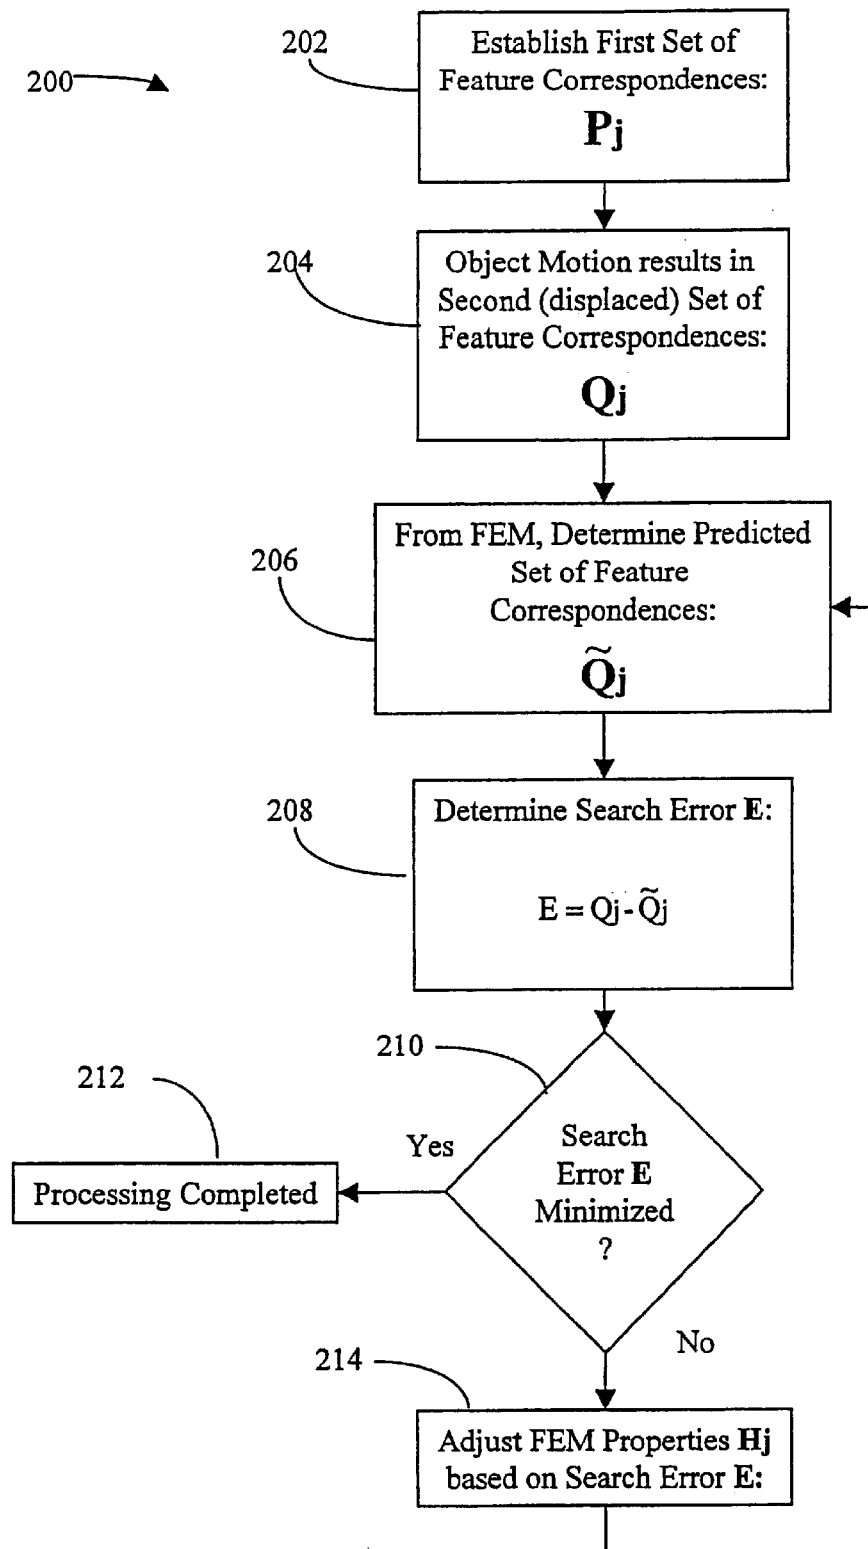 200
202
Establish First Set of
Feature Correspondences:
Pj
204
Object Motion results in
Second (displaced) Set of
Feature Correspondences:
Qj
206
From FEM, Determine Predicted
Set of Feature
Correspondences:
Q̃j
208
Determine Search Error E:
E = Qj - Q̃j
210
212
Yes
Search
Error E
Minimized
?
Processing Completed
No
214
Adjust FEM Properties Hj
based on Search Error E: